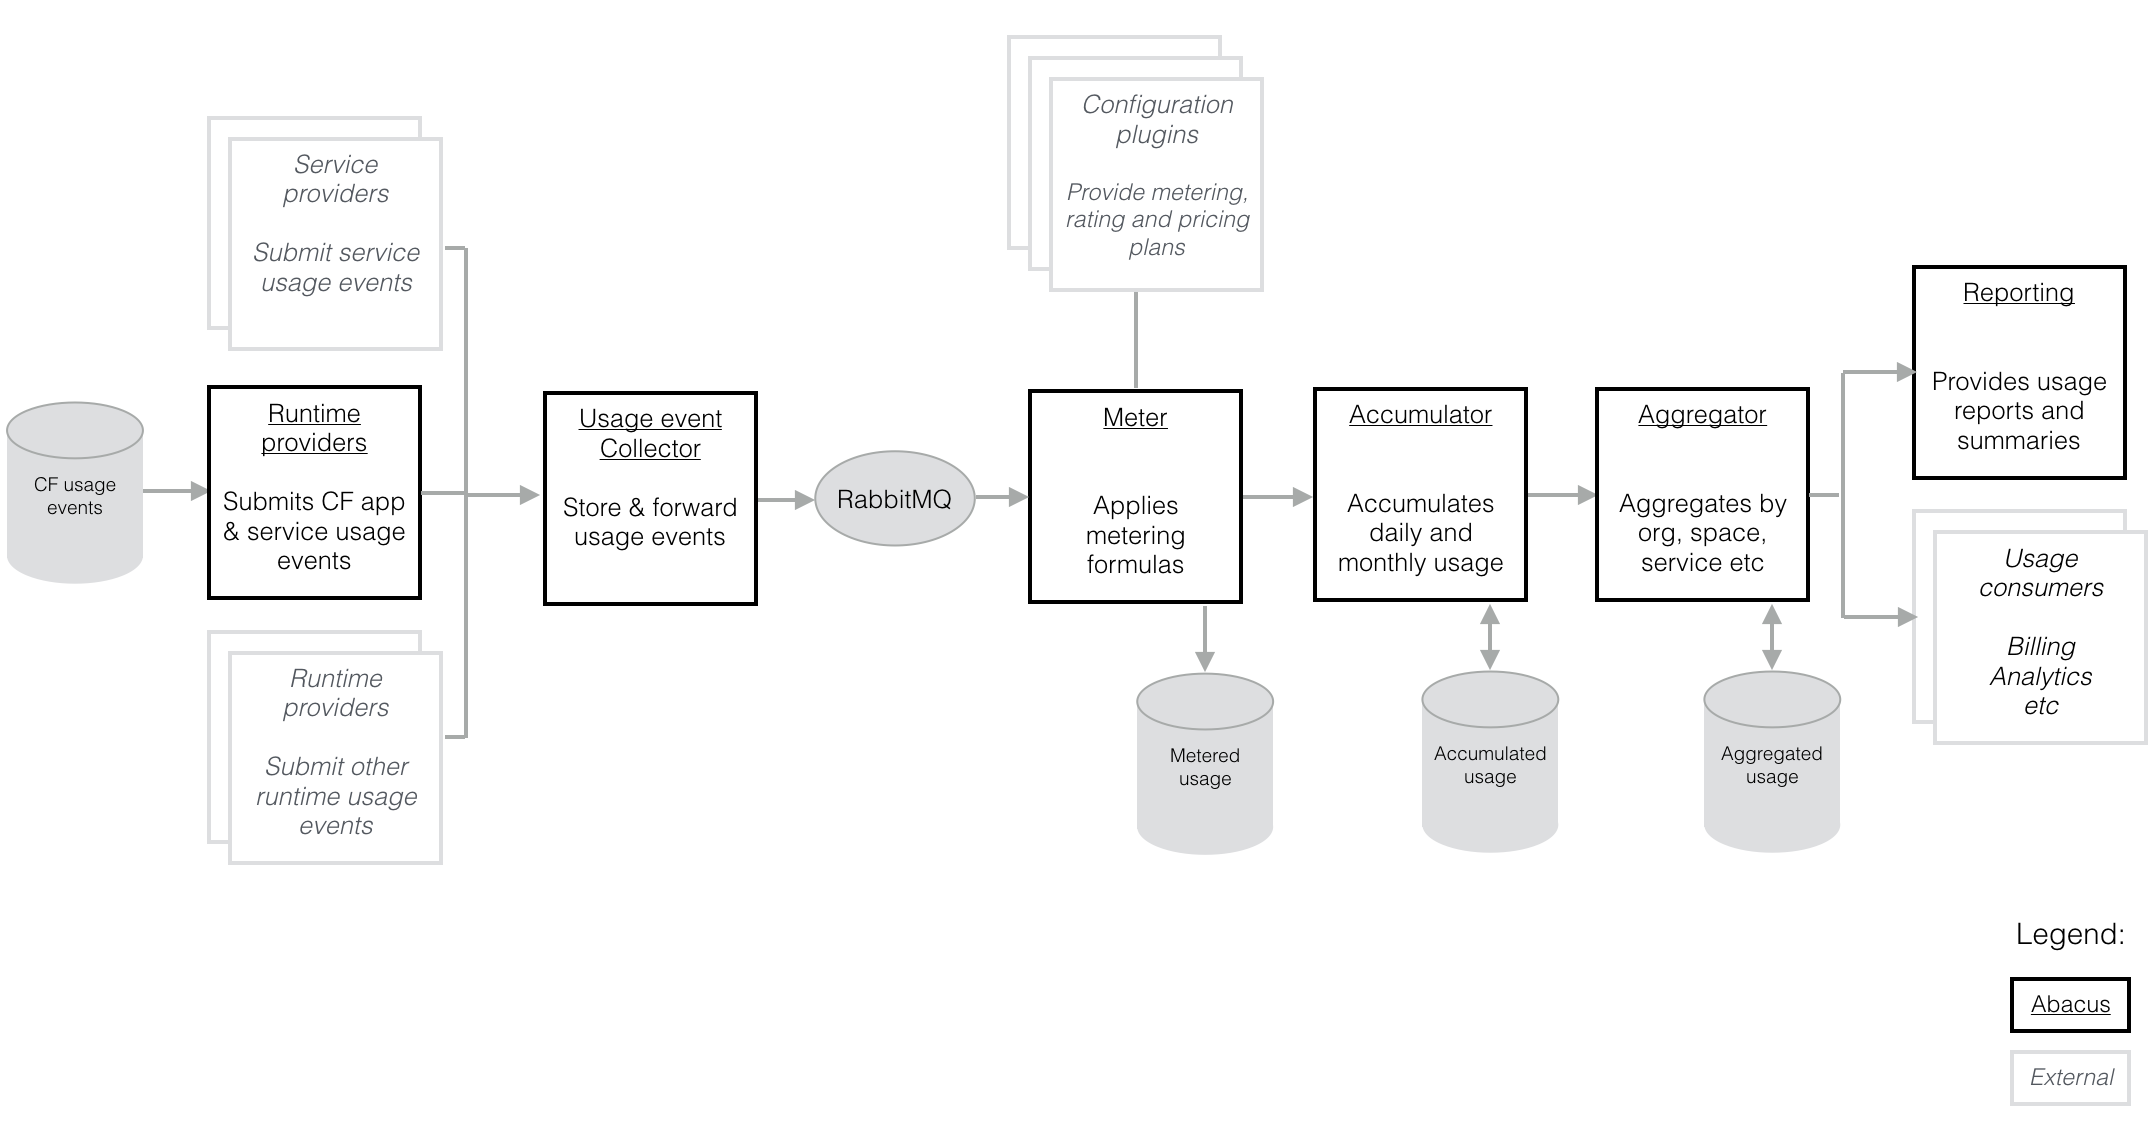 Service
providers
Submit service
usage events
CF usage
events
Runtime
providers
Submits CF app
& service usage
events
Runtime
providers
Submit other
runtime usage
events
Usage event
Collector
Store & forward
usage events
RabbitMQ
Configuration
plugins
Provide metering,
rating and pricing
plans
Meter
Applies
metering
formulas
Metered
usage
Accumulator
Accumulates
daily and
monthly usage
Accumulated
usage
Aggregator
Aggregates by
org, space,
service etc
Aggregated
usage
Reporting
Provides usage
reports and
summaries
Usage
consumers
Billing
Analytics
etc
Legend:
Abacus
External